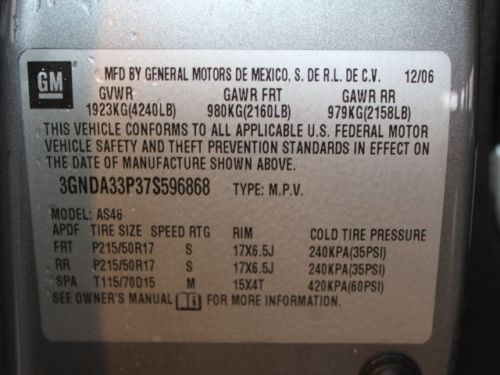 GM
MFD BY GENERAL MOTORS DE MEXICO, S. DE R.L. DE C.V. 12/06
GVWR GAWR FRT GAWR RR
1923KG(4240LB) 980KG(2160LB) 979KG(2158LB)
THIS VEHICLE CONFORMS TO ALL APPLICABLE U.S. FEDERAL MOTOR
VEHICLE SAFETY AND THEFT PREVENTION STANDARDS IN EFFECT ON
THE DATE OF MANUFACTURE SHOWN ABOVE.
3GNDA33P37S596868 TYPE: M.P.V.
MODEL: AS46
APDF TIRE SIZE SPEED RTG RIM COLD TIRE PRESSURE
FRT P215/50R17 S 17X6.5J 240KPA(35PSI)
RR P215/50R17 S 17X6.5J 240KPA(35PSI)
SPA T115/70D15 M 15X4T 420KPA(60PSI)
SEE OWNER'S MANUAL FOR MORE INFORMATION.